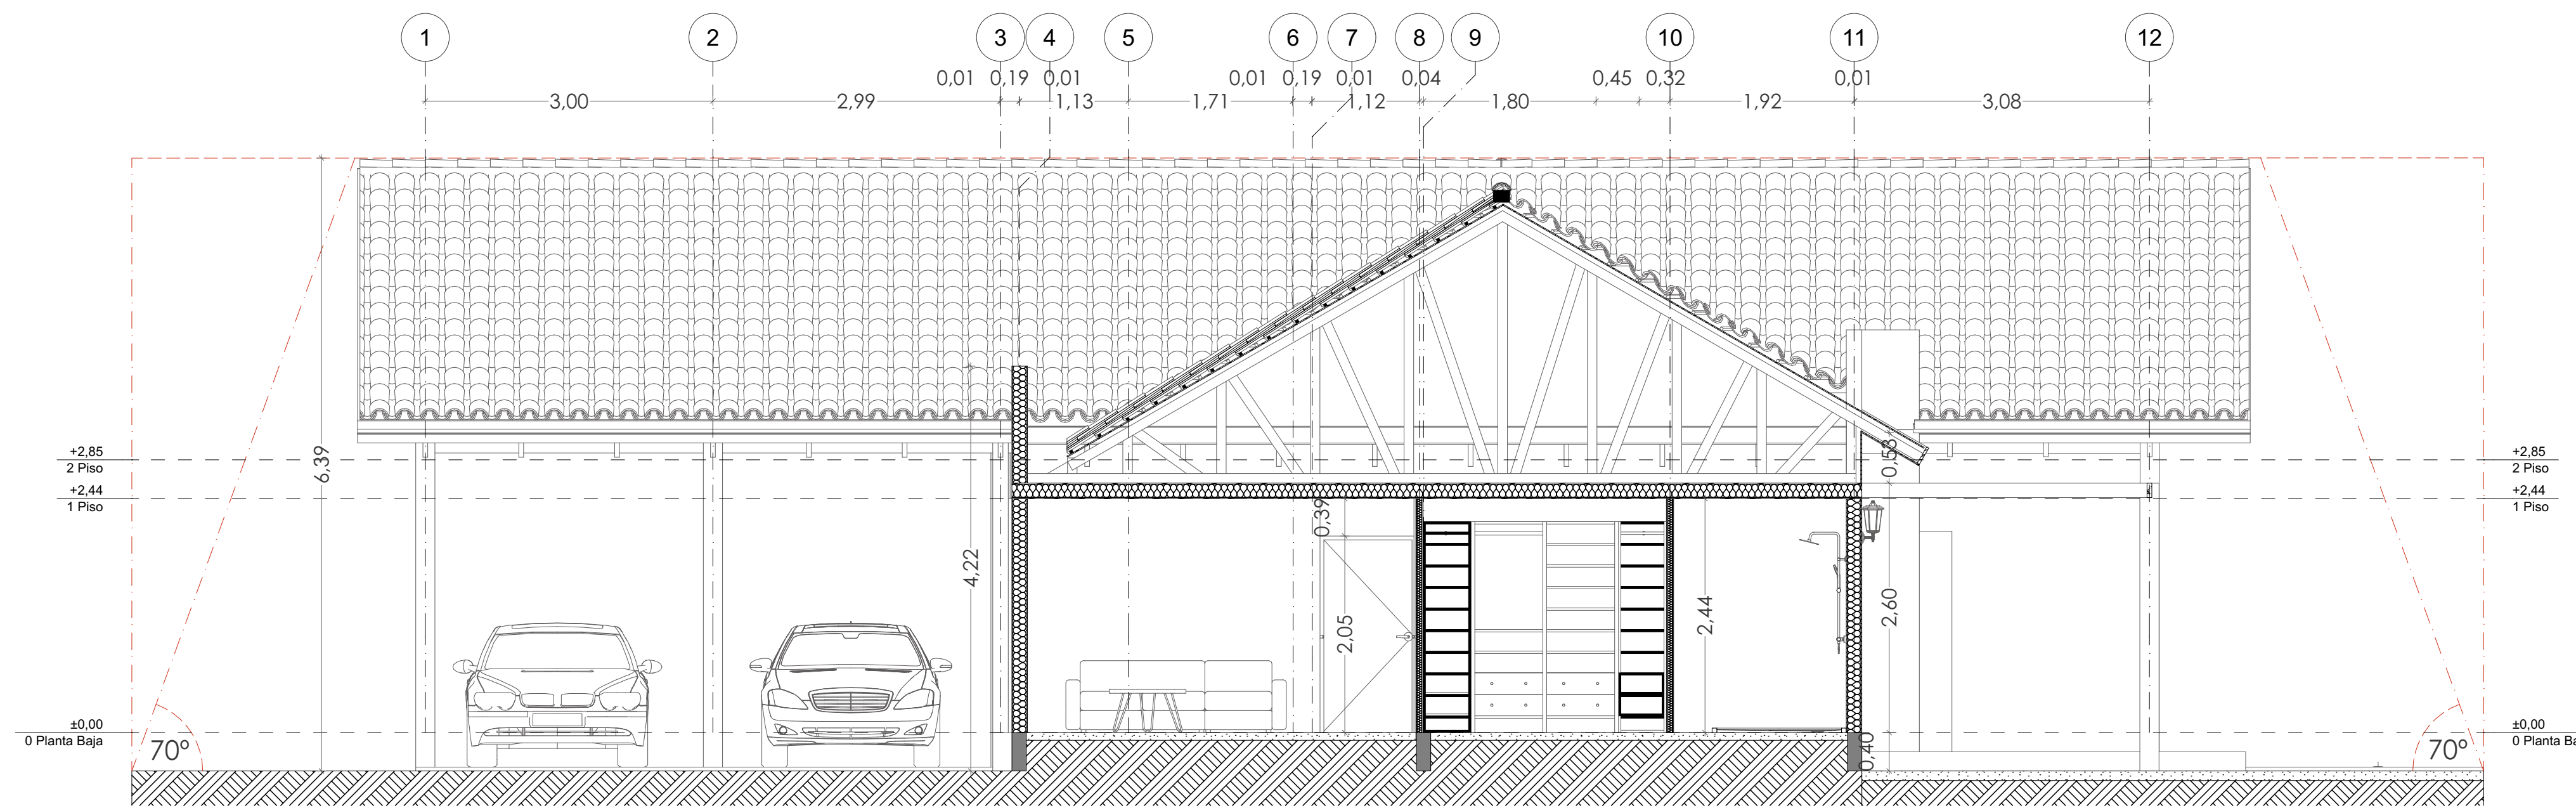 1 2 3 4 5 6 7 8 9 10 11 12
0,01 0,19 0,01 0,01 0,19 0,01 0,04 0,45 0,32 0,01
3,00 2,99 1,13 1,71 1,12 1,80 1,92 3,08
6,39
+2,85
2 Piso
+2,44
1 Piso
±0,00
0 Planta Baja
70°
4,22
0,39
2,05
2,44
0,53
2,60
0,40
+2,85
2 Piso
+2,44
1 Piso
±0,00
0 Planta Ba
70°